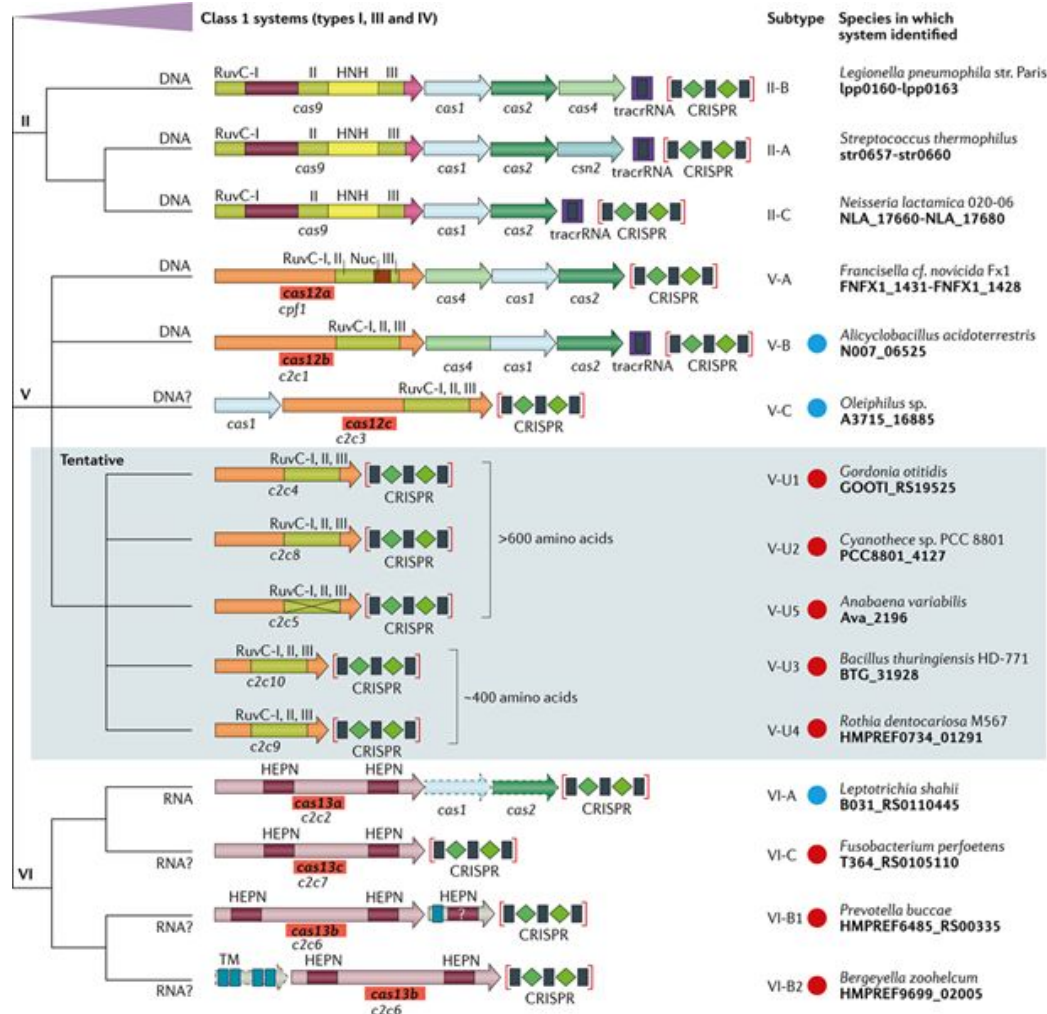 Class 1 systems (types I, III and IV)
Subtype
Species in which
system identified
II
DNA
RuvC-I II HNH III
cas9 cas1 cas2 cas4 tracrRNA CRISPR
II-B
Legionella pneumophila str. Paris
lpp0160-lpp0163
DNA
RuvC-I II HNH III
cas9 cas1 cas2 csn2 tracrRNA CRISPR
II-A
Streptococcus thermophilus
str0657-str0660
DNA
RuvC-I II HNH III
cas9 cas1 cas2 tracrRNA CRISPR
II-C
Neisseria lactamica 020-06
NLA_17660-NLA_17680
V
DNA
RuvC-I, II Nuc III
cas12a
cpf1
cas4 cas1 cas2 CRISPR
V-A
Francisella cf. novicida Fx1
FNFX1_1431-FNFX1_1428
DNA
RuvC-I, II, III
cas12b
c2c1
cas4 cas1 cas2 tracrRNA CRISPR
V-B
Alicyclobacillus acidoterrestris
N007_06525
DNA?
RuvC-I, II, III
cas1
cas12c
c2c3
CRISPR
V-C
Oleiphilus sp.
A3715_16885
Tentative
RuvC-I, II, III
c2c4 CRISPR
V-U1
Gordonia otitidis
GOOTI_RS19525
RuvC-I, II, III
c2c8 CRISPR
>600 amino acids
V-U2
Cyanothece sp. PCC 8801
PCC8801_4127
RuvC-I, II, III
c2c5 CRISPR
V-U5
Anabaena variabilis
Ava_2196
RuvC-I, II, III
c2c10 CRISPR
V-U3
Bacillus thuringiensis HD-771
BTG_31928
~400 amino acids
RuvC-I, II, III
c2c9 CRISPR
V-U4
Rothia dentocariosa M567
HMPREF0734_01291
VI
RNA
HEPN HEPN
cas13a
c2c2
cas1 cas2 CRISPR
VI-A
Leptotrichia shahii
B031_RS0110445
RNA?
HEPN HEPN
cas13c
c2c7
CRISPR
VI-C
Fusobacterium perfoetens
T364_RS0105110
RNA?
HEPN HEPN HEPN
?
cas13b
c2c6
CRISPR
VI-B1
Prevotella buccae
HMPREF6485_RS00335
RNA?
TM HEPN HEPN
cas13b
c2c6
CRISPR
VI-B2
Bergeyella zoohelcum
HMPREF9699_02005